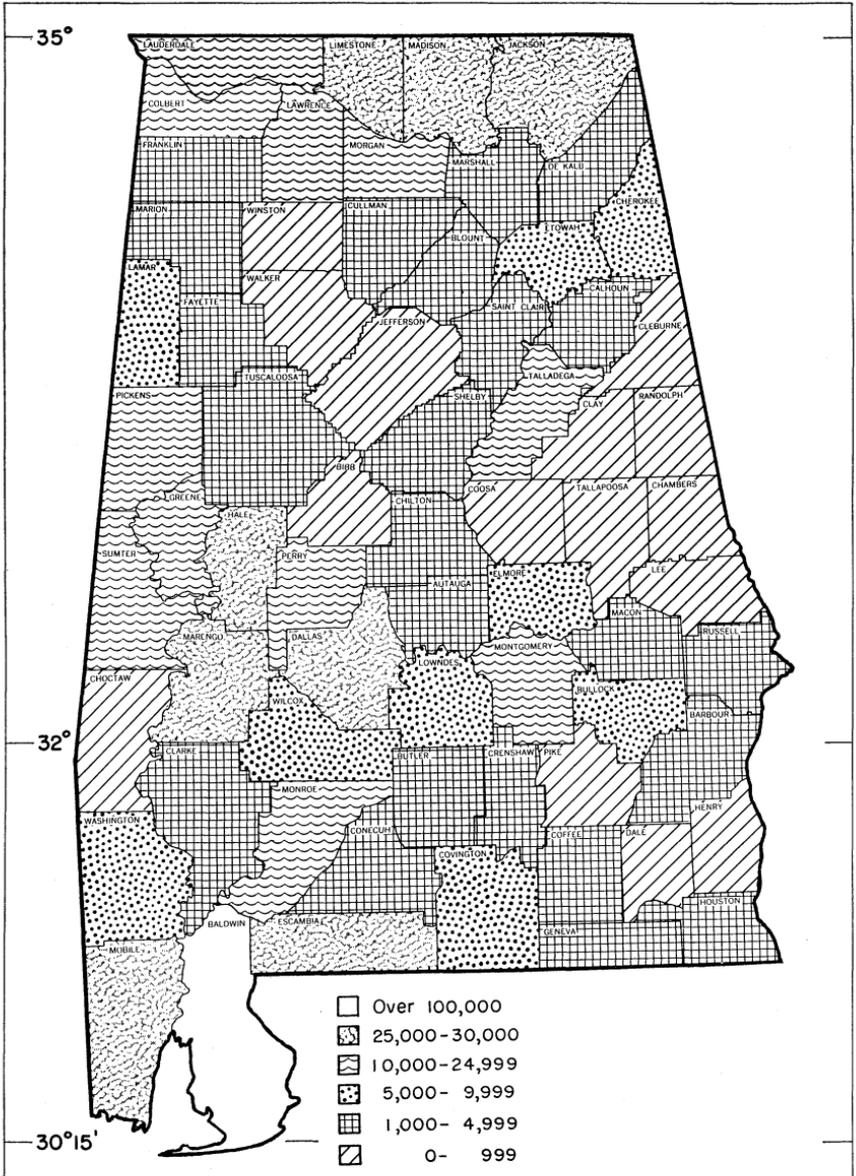 35°
LAUDERDALE
LIMESTONE
MADISON
JACKSON
COLBERT
LAWRENCE
FRANKLIN
MORGAN
MARSHALL
DE KALB
MARION
WINSTON
CULLMAN
CHEROKEE
BLOUNT
ETOWAH
LAMAR
WALKER
CALHOUN
FAYETTE
SAINT CLAIR
JEFFERSON
CLEBURNE
TUSCALOOSA
TALLADEGA
PICKENS
SHELBY
CLAY
RANDOLPH
BIBB
GREENE
CHILTON
COOSA
TALLAPOOSA
CHAMBERS
HALE
SUMTER
PERRY
AUTAUGA
ELMORE
LEE
MACON
MARENGO
DALLAS
MONTGOMERY
RUSSELL
CHOCTAW
LOWNDES
WILCOX
BULLOCK
BARBOUR
32°
CLARKE
BUTLER
CRENSHAW
PIKE
MONROE
HENRY
WASHINGTON
CONECUH
COFFEE
DALE
COVINGTON
BALDWIN
ESCAMBIA
HOUSTON
GENEVA
MOBILE
Over 100,000
25,000-30,000
10,000-24,999
5,000- 9,999
1,000- 4,999
0- 999
30°15'